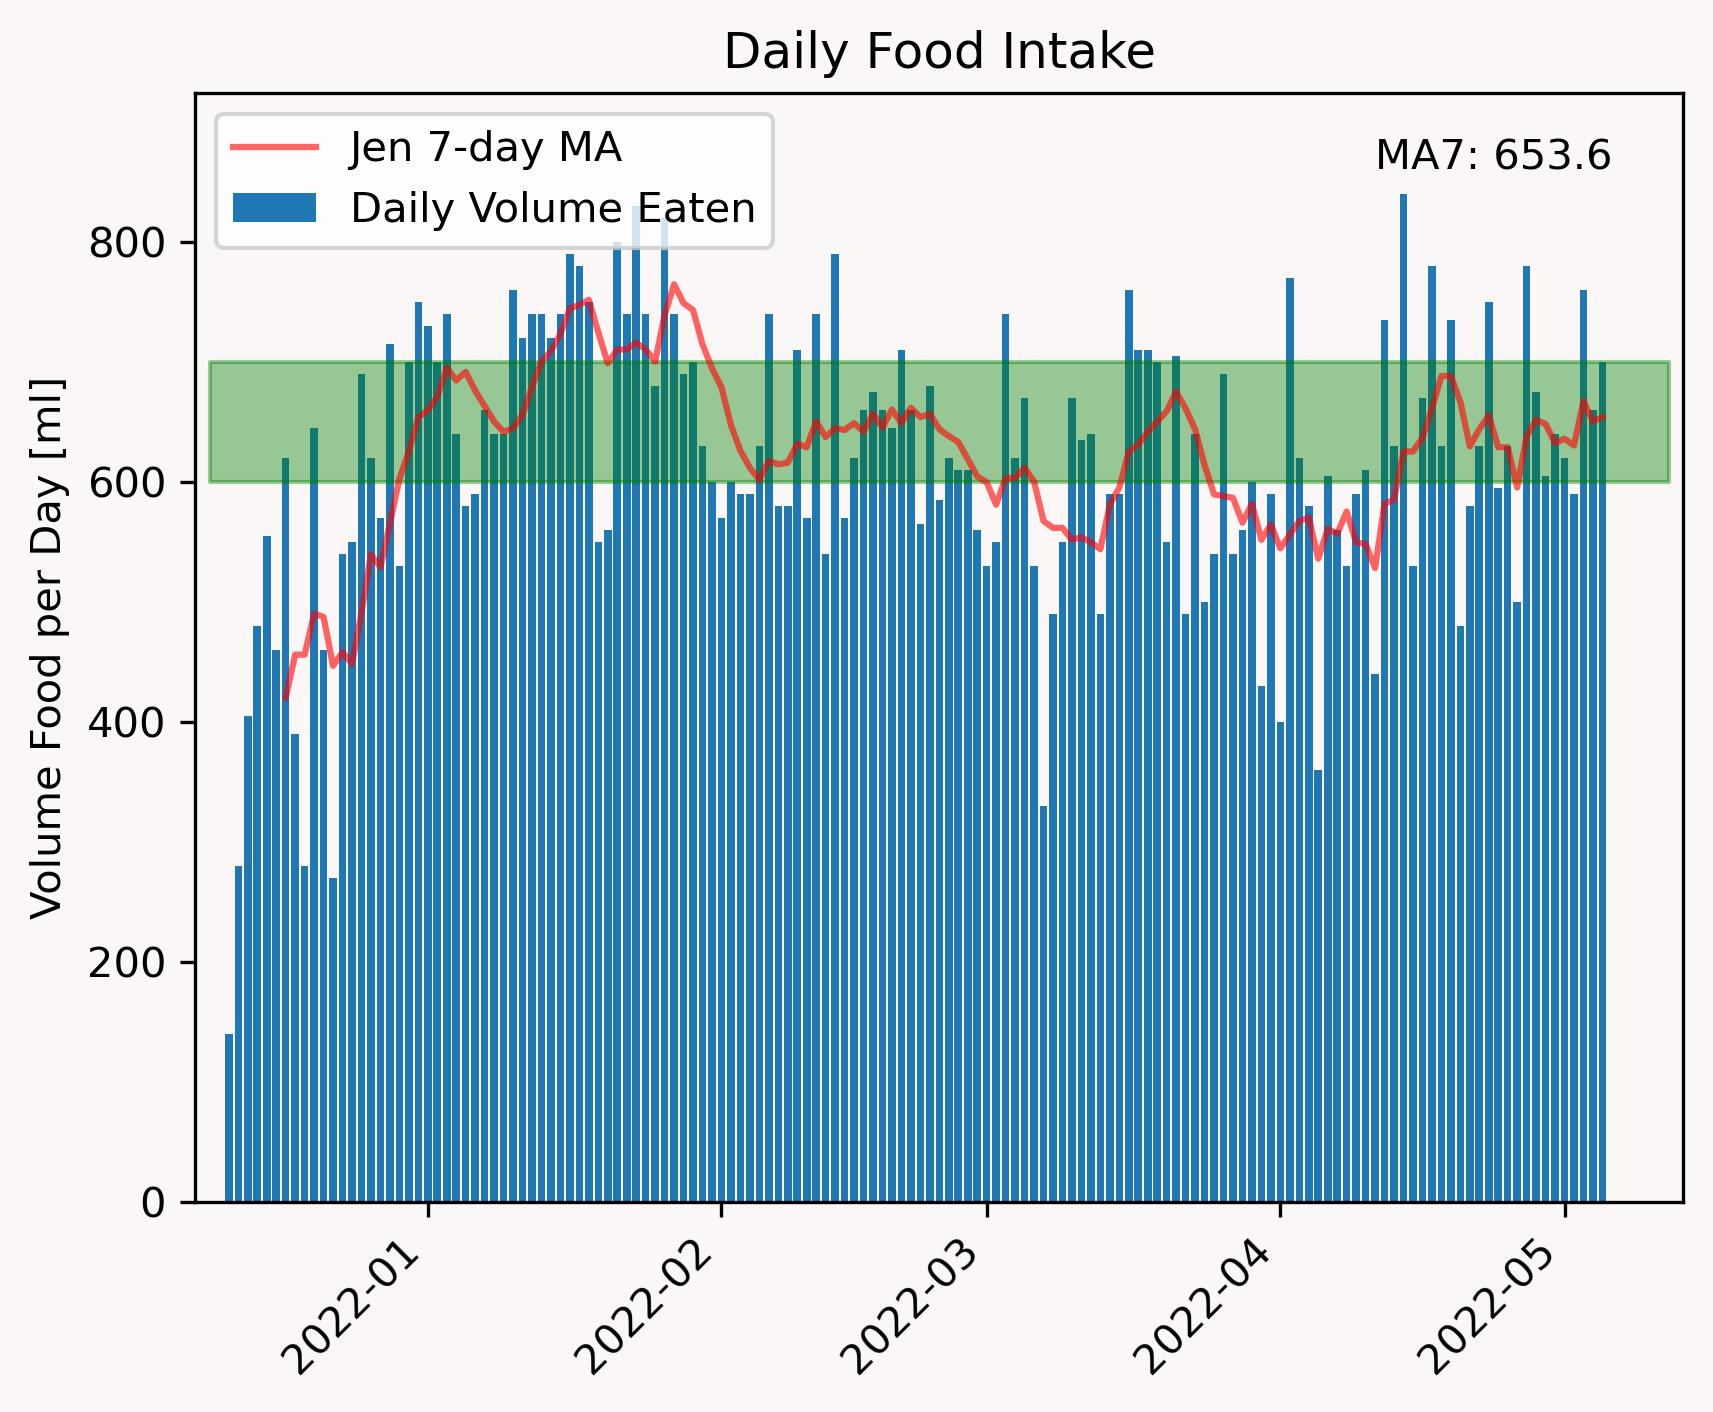 Daily Food Intake
Jen 7-day MA
Daily Volume Eaten
MA7: 653.6
Volume Food per Day [ml]
800
600
400
200
0
2022-01
2022-02
2022-03
2022-04
2022-05